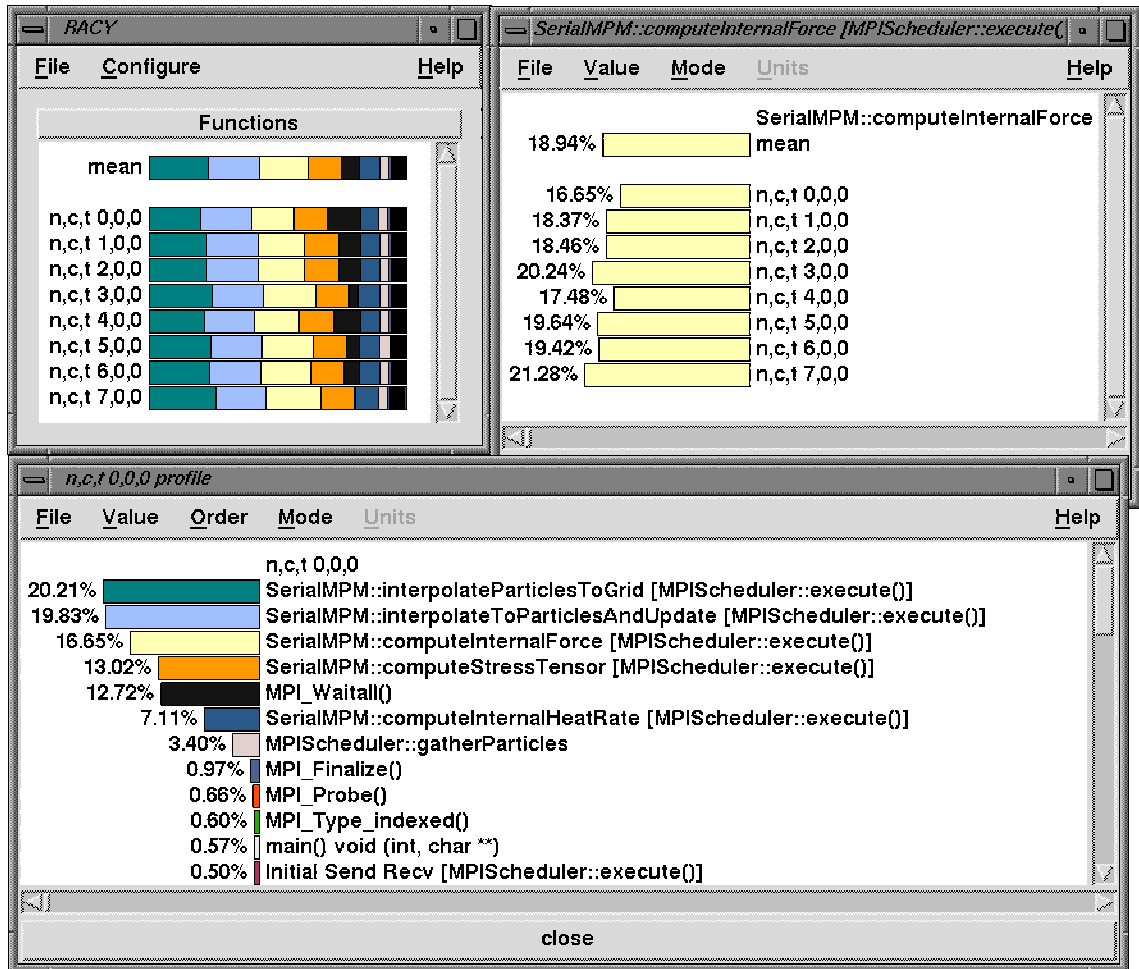 RACY
File Configure Help
Functions
mean
n,c,t 0,0,0
n,c,t 1,0,0
n,c,t 2,0,0
n,c,t 3,0,0
n,c,t 4,0,0
n,c,t 5,0,0
n,c,t 6,0,0
n,c,t 7,0,0
SerialMPM::computeInternalForce [MPIScheduler::execute(
File Value Mode Units Help
SerialMPM::computeInternalForce
18.94% mean
16.65% n,c,t 0,0,0
18.37% n,c,t 1,0,0
18.46% n,c,t 2,0,0
20.24% n,c,t 3,0,0
17.48% n,c,t 4,0,0
19.64% n,c,t 5,0,0
19.42% n,c,t 6,0,0
21.28% n,c,t 7,0,0
n,c,t 0,0,0 profile
File Value Order Mode Units Help
n,c,t 0,0,0
20.21% SerialMPM::interpolateParticlesToGrid [MPIScheduler::execute()]
19.83% SerialMPM::interpolateToParticlesAndUpdate [MPIScheduler::execute()]
16.65% SerialMPM::computeInternalForce [MPIScheduler::execute()]
13.02% SerialMPM::computeStressTensor [MPIScheduler::execute()]
12.72% MPI_Waitall()
7.11% SerialMPM::computeInternalHeatRate [MPIScheduler::execute()]
3.40% MPIScheduler::gatherParticles
0.97% MPI_Finalize()
0.66% MPI_Probe()
0.60% MPI_Type_indexed()
0.57% main() void (int, char **)
0.50% Initial Send Recv [MPIScheduler::execute()]
close